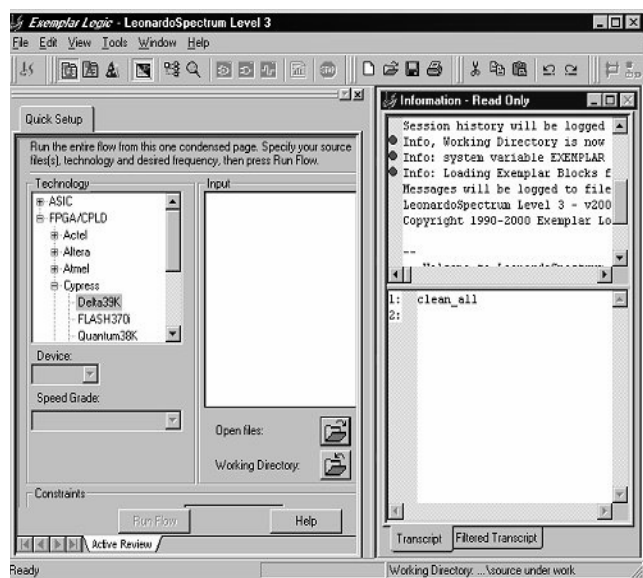 Exemplar Logic - LeonardoSpectrum Level 3
File Edit View Tools Window Help
Quick Setup
Run the entire flow from this one condensed page. Specify your source
files(s), technology and desired frequency, then press Run Flow.
Technology
ASIC
FPGA/CPLD
Actel
Altera
Atmel
Cypress
Delta39K
FLASH370i
Quantum38K
Device:
Speed Grade:
Input
Open files:
Working Directory:
Constraints
Run Flow
Help
Active Review
Ready
Information - Read Only
Session history will be logged
Info, Working Directory is now
Info: system variable EXEMPLAR
Info: Loading Exemplar Blocks f
Messages will be logged to file
LeonardoSpectrum Level 3 - v200
Copyright 1990-2000 Exemplar Lo
--
1: clean_all
2:
Transcript Filtered Transcript
Working Directory: ...\source under work